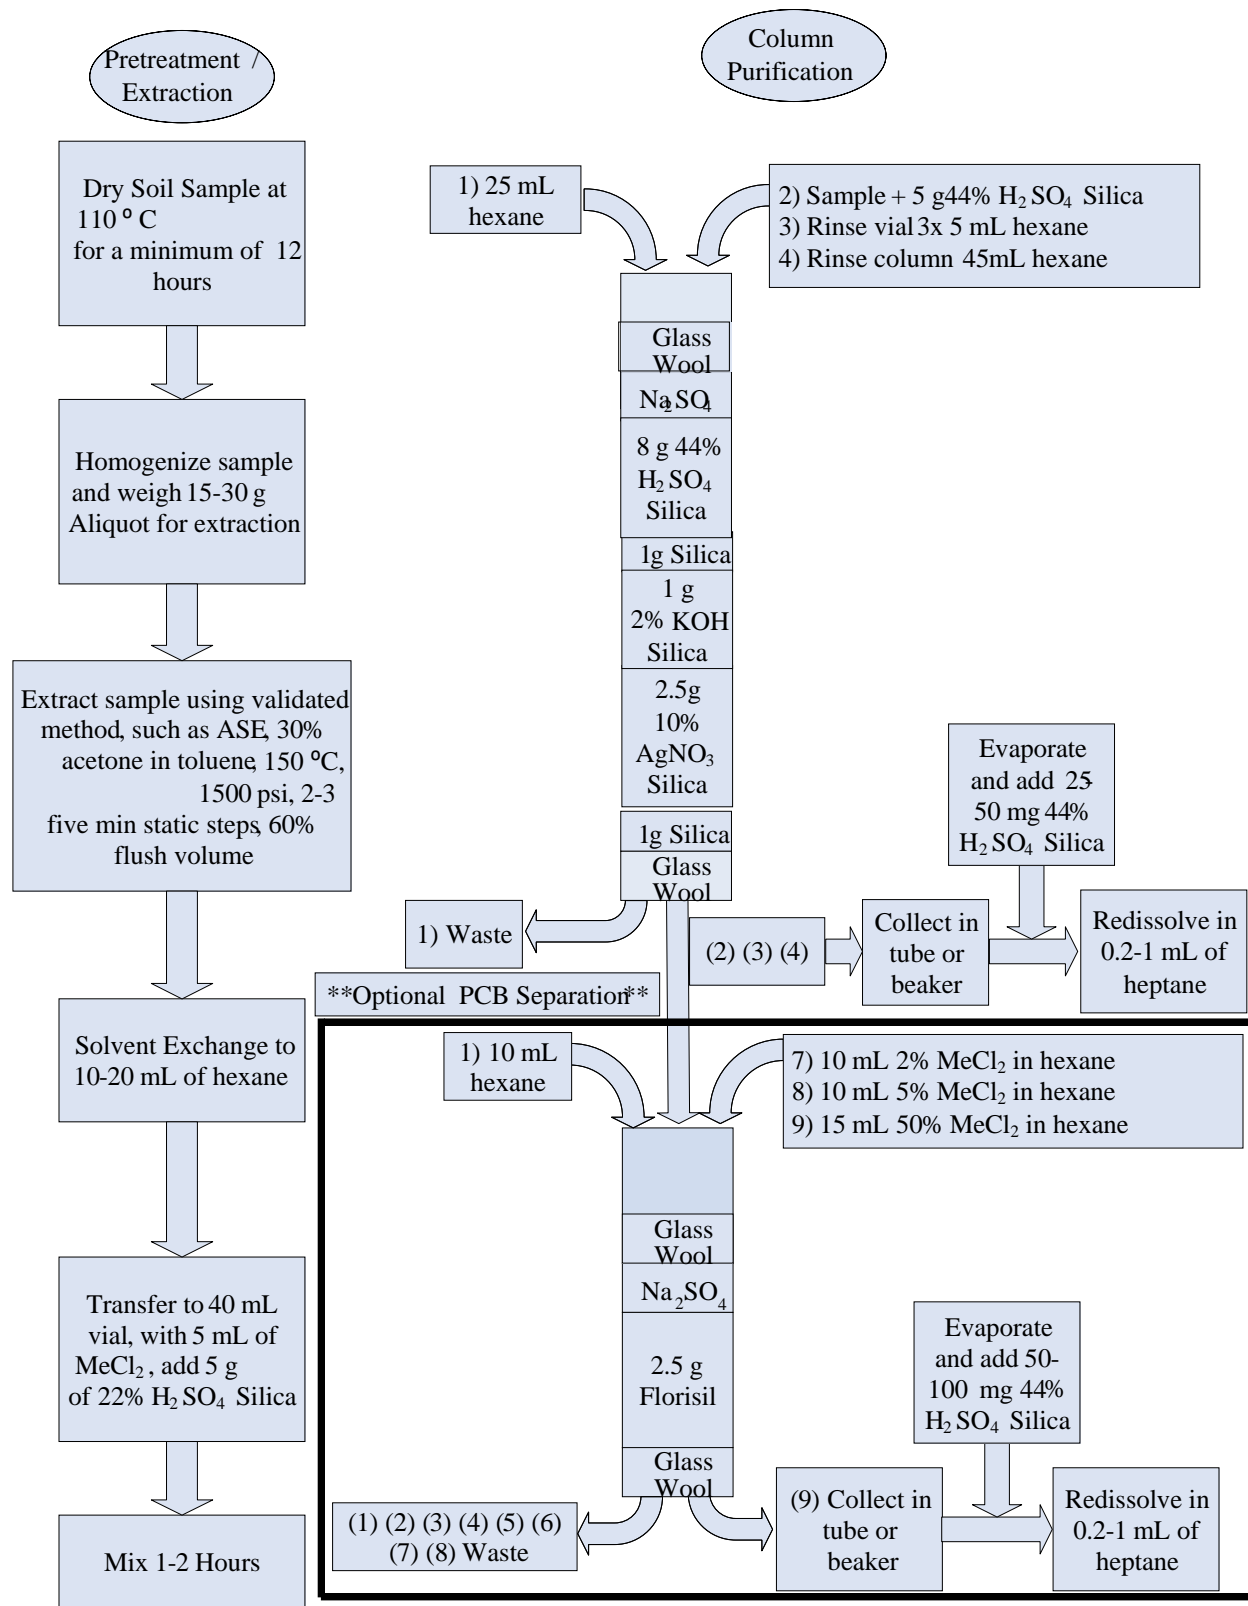 Pretreatment /
Extraction
Dry Soil Sample at
110 º C
for a minimum of 12
hours
Homogenize sample
and weigh 15-30 g
Aliquot for extraction
Extract sample using validated
method, such as ASE, 30%
acetone in toluene, 150 ºC,
1500 psi, 2-3
five min static steps, 60%
flush volume
Solvent Exchange to
10-20 mL of hexane
Transfer to 40 mL
vial, with 5 mL of
MeCl₂, add 5 g
of 22% H₂SO₄ Silica
Mix 1-2 Hours
Column
Purification
1) 25 mL
hexane
2) Sample + 5 g44% H₂SO₄ Silica
3) Rinse vial 3x 5 mL hexane
4) Rinse column 45mL hexane
Glass
Wool
Na₂SO₄
8 g 44%
H₂SO₄
Silica
1g Silica
1 g
2% KOH
Silica
2.5g
10%
AgNO₃
Silica
1g Silica
Glass
Wool
1) Waste
(2) (3) (4)
Collect in
tube or
beaker
Evaporate
and add 25-
50 mg 44%
H₂SO₄ Silica
Redissolve in
0.2-1 mL of
heptane
**Optional PCB Separation**
1) 10 mL
hexane
7) 10 mL 2% MeCl₂ in hexane
8) 10 mL 5% MeCl₂ in hexane
9) 15 mL 50% MeCl₂ in hexane
Glass
Wool
Na₂SO₄
2.5 g
Florisil
Glass
Wool
(1) (2) (3) (4) (5) (6)
(7) (8) Waste
(9) Collect in
tube or
beaker
Evaporate
and add 50-
100 mg 44%
H₂SO₄ Silica
Redissolve in
0.2-1 mL of
heptane